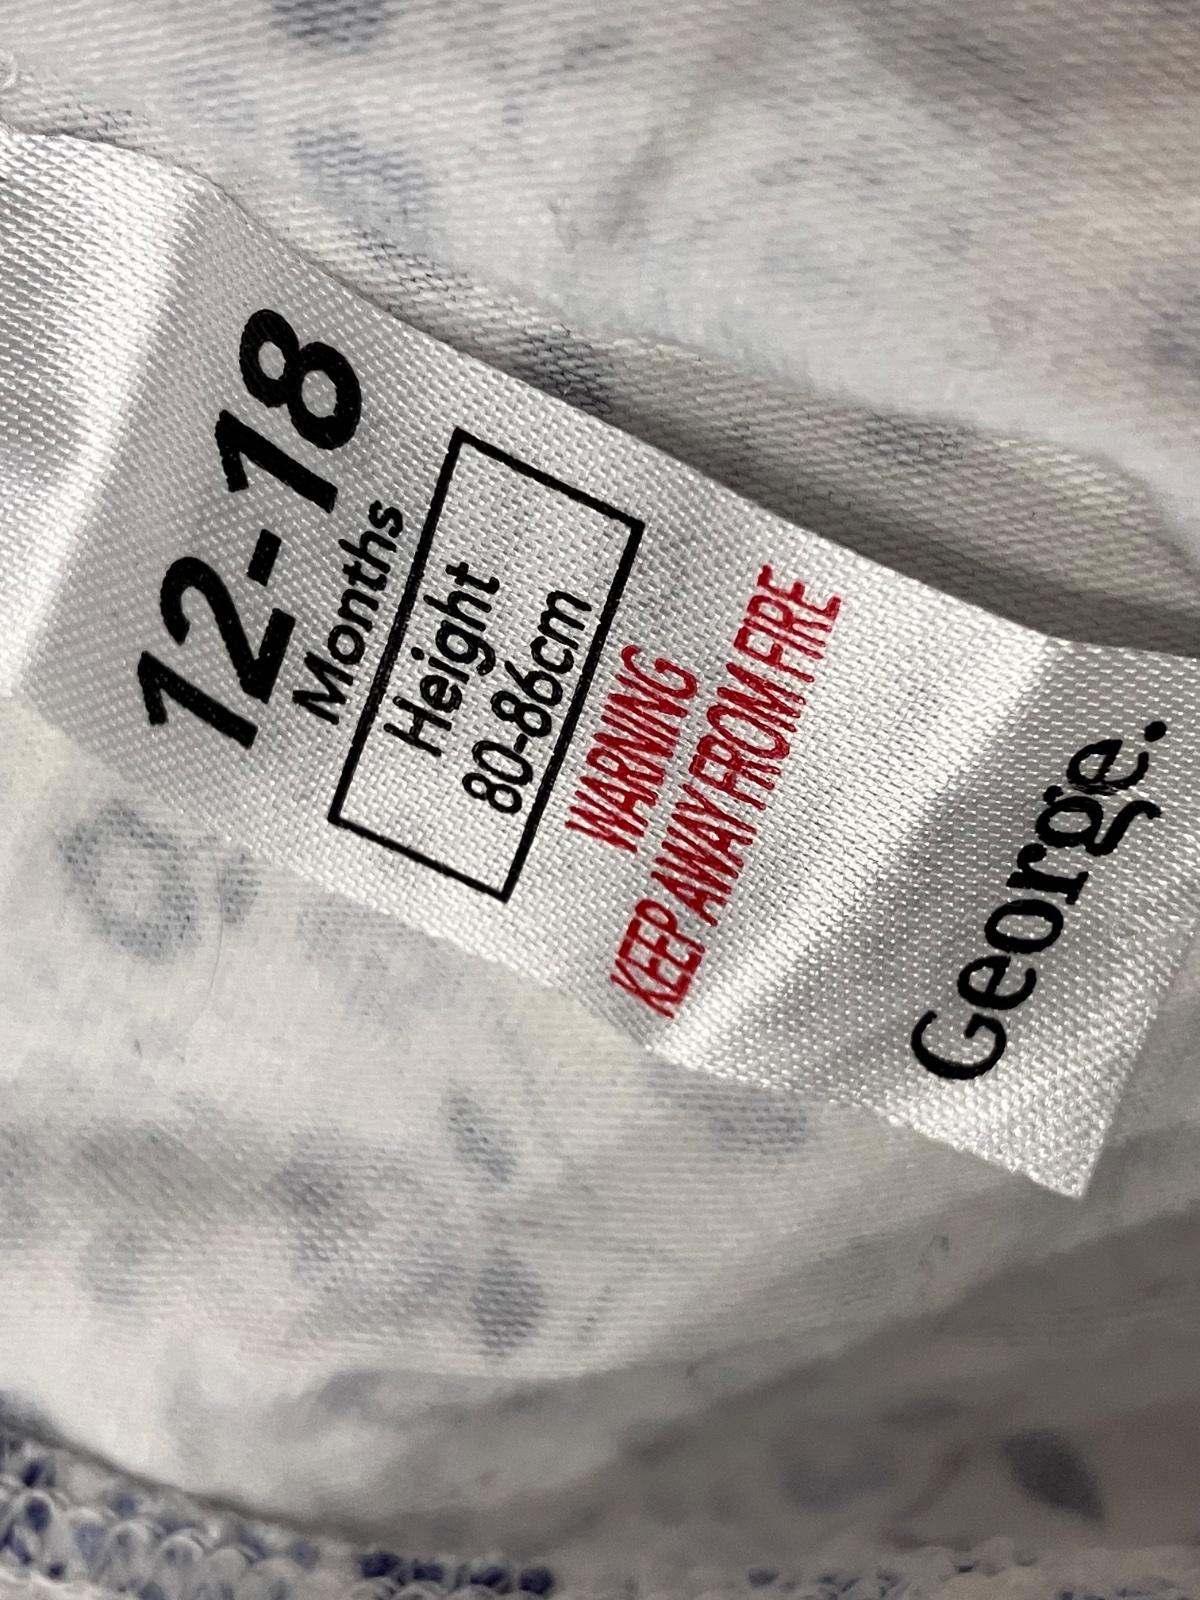 12-18
Months
Height
80-86cm
WARNING
KEEP AWAY FROM FIRE
George.